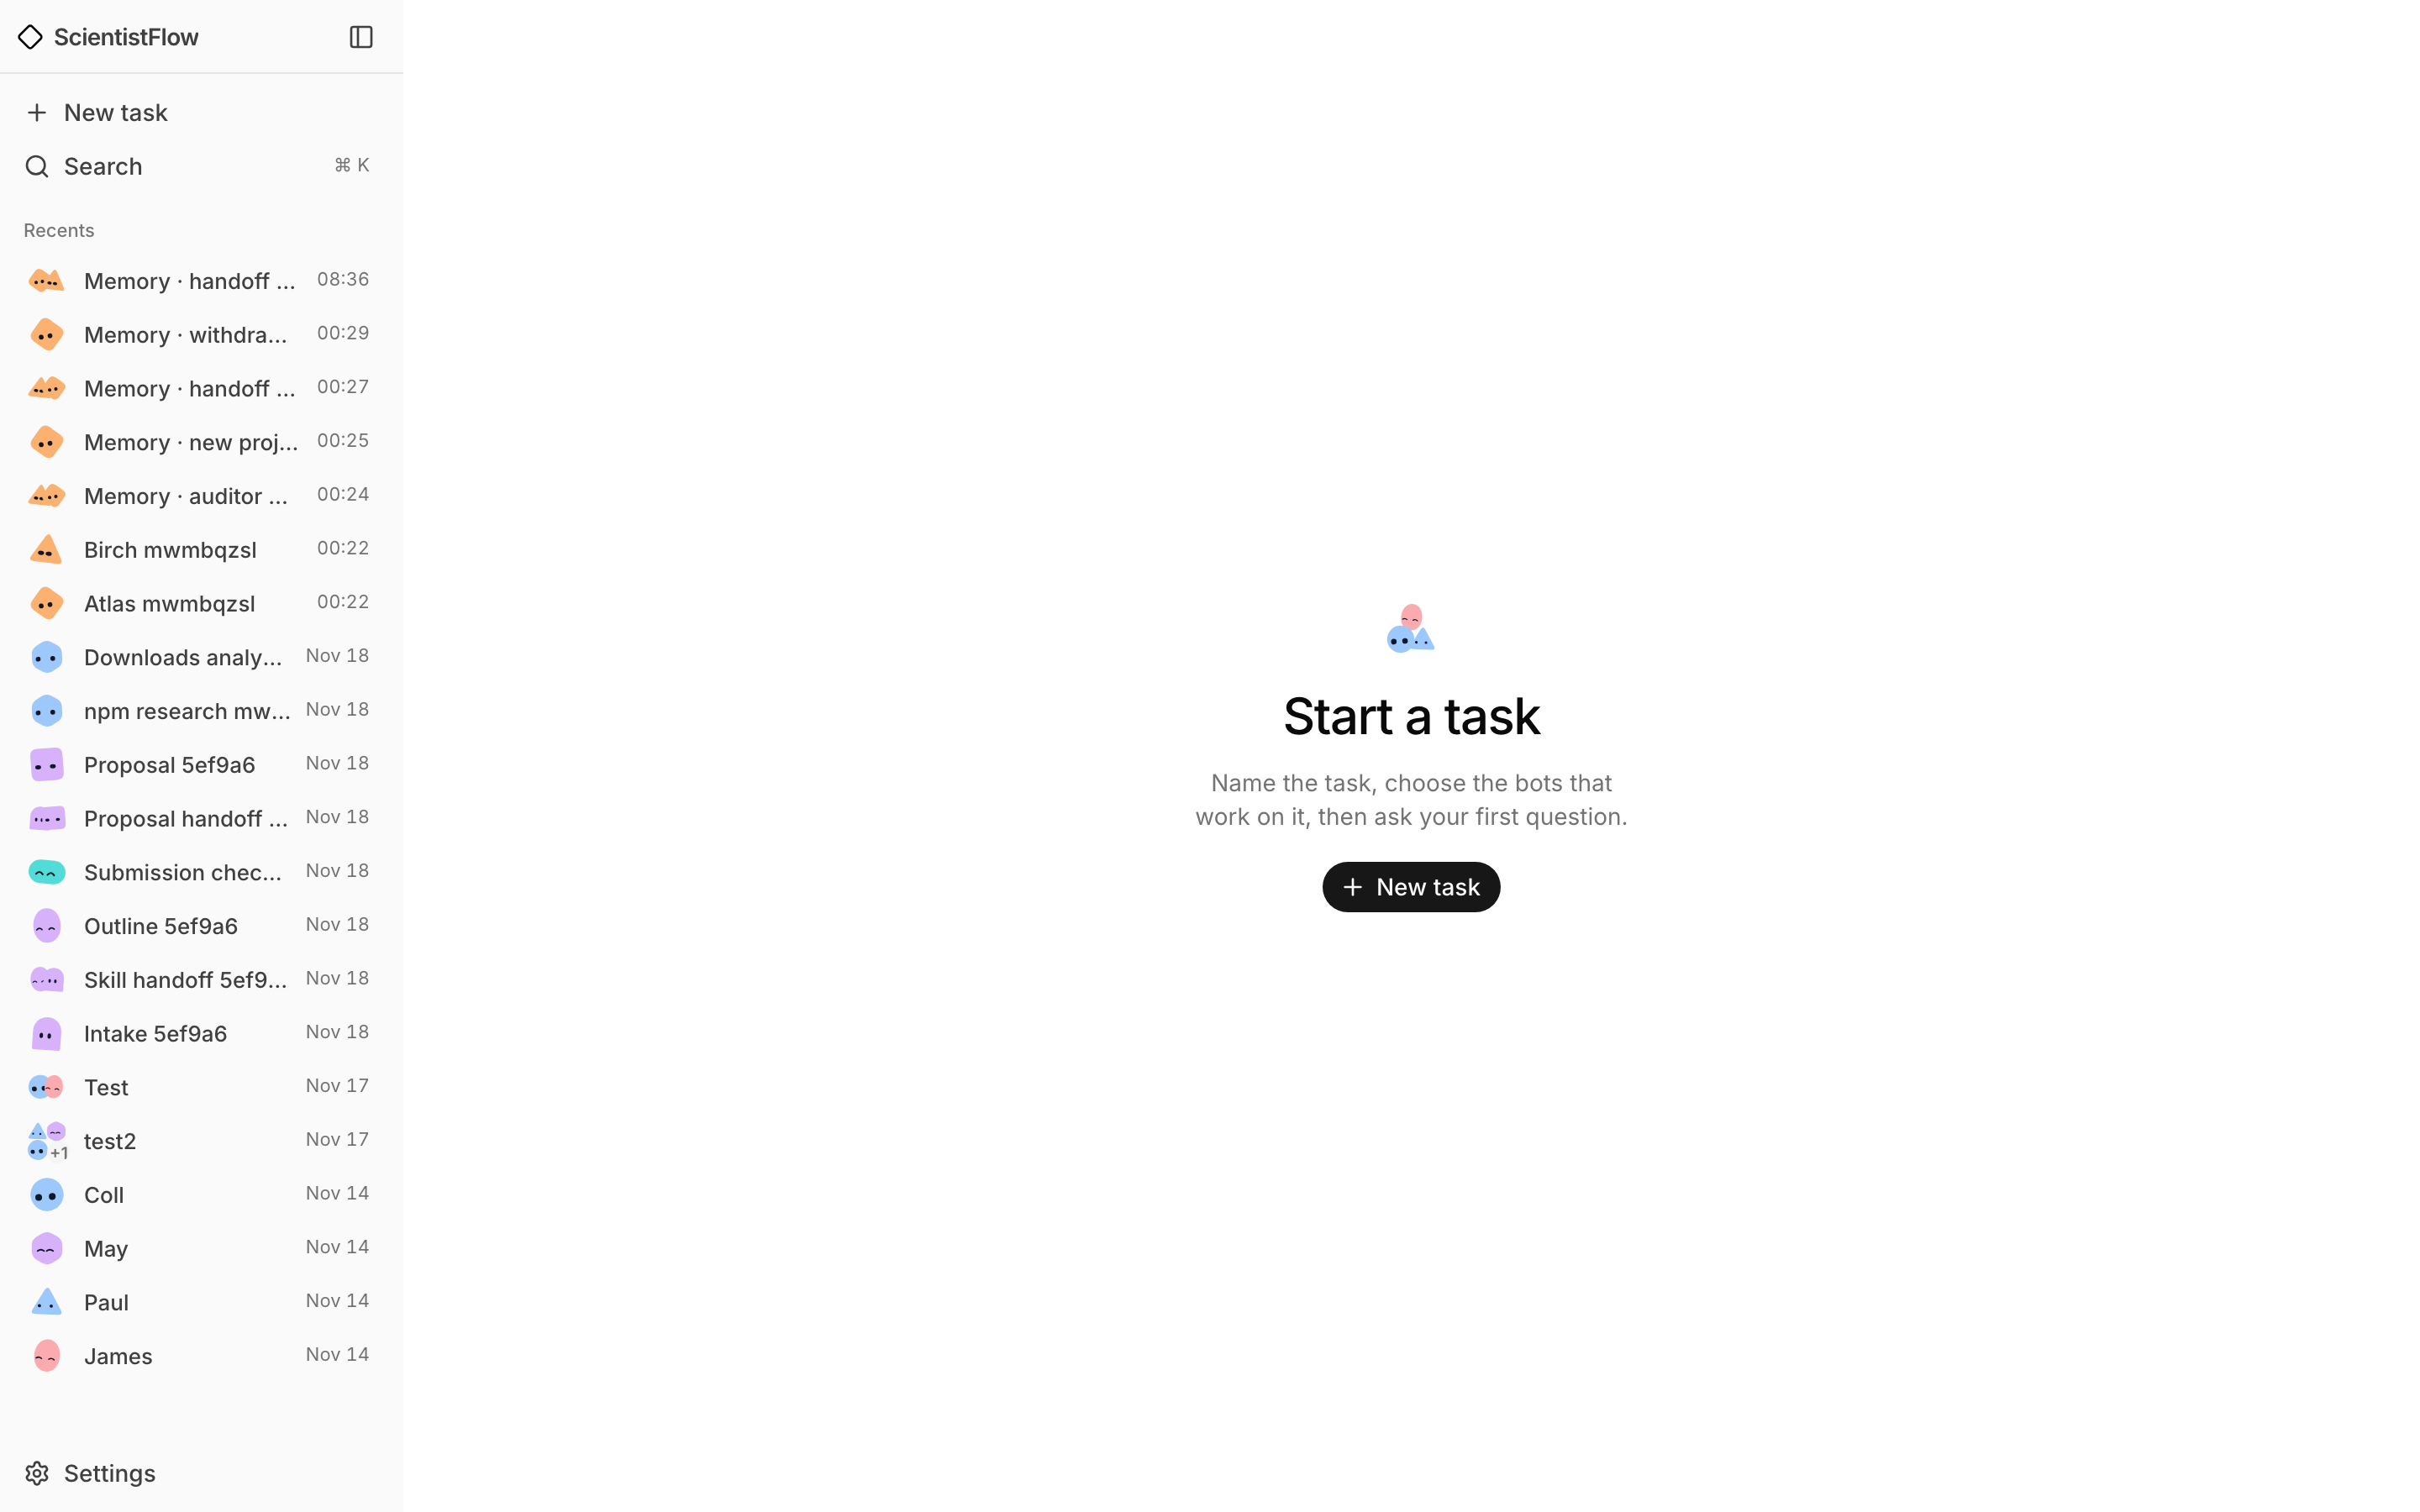 ScientistFlow
New task
Search ⌘ K
Recents
Memory · handoff ... 08:36
Memory · withdra... 00:29
Memory · handoff ... 00:27
Memory · new proj... 00:25
Memory · auditor ... 00:24
Birch mwmbqzsl 00:22
Atlas mwmbqzsl 00:22
Downloads analy... Nov 18
npm research mw... Nov 18
Proposal 5ef9a6 Nov 18
Proposal handoff ... Nov 18
Submission chec... Nov 18
Outline 5ef9a6 Nov 18
Skill handoff 5ef9... Nov 18
Intake 5ef9a6 Nov 18
Test Nov 17
+1 test2 Nov 17
Coll Nov 14
May Nov 14
Paul Nov 14
James Nov 14
Settings
Start a task
Name the task, choose the bots that
work on it, then ask your first question.
New task